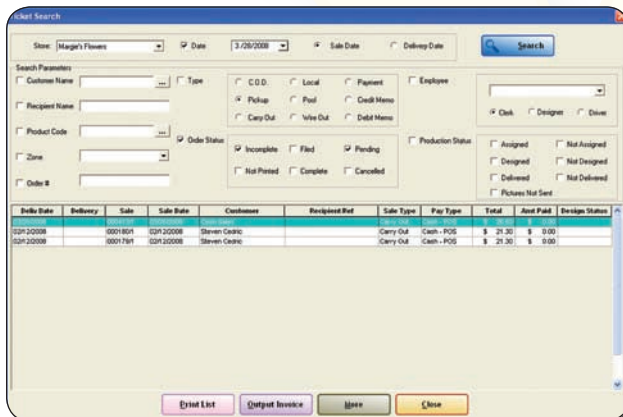 ticket Search
Store: Margie's Flowers Date 3/28/2008 Sale Date Delivery Date Search
Search Parameters
Customer Name ... Type C.O.D. Local Payment Employee
Recipient Name Pickup Pool Credit Memo Clerk Designer Driver
Carry Out Wire Out Debit Memo
Product Code ... Order Status Production Status
Incomplete Filed Pending Assigned Not Assigned
Zone Designed Not Designed
Not Printed Complete Cancelled Delivered Not Delivered
Order # Pictures Not Sent
Deliv Date Delivery Sale Sale Date Customer Recipient/Ref Sale Type Pay Type Total Amt Paid Design Status
Carry Out Cash - POS $
02/12/2008 000180/1 02/12/2008 Steven Cedric Carry Out Cash - POS $ 21.30 $ 0.00
02/12/2008 000179/1 02/12/2008 Steven Cedric Carry Out Cash - POS $ 21.30 $ 0.00
Print List Output Invoice More Close